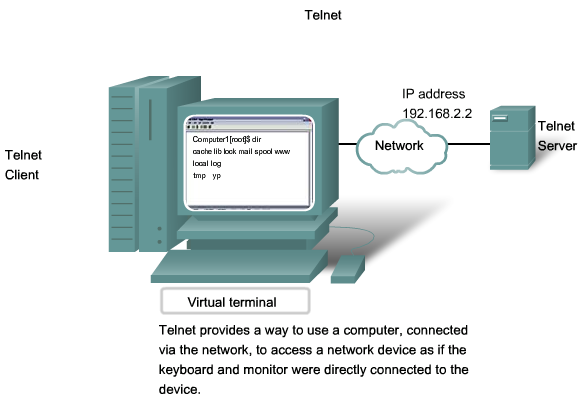 Telnet
IP address
192.168.2.2
Telnet
Client
Computer1[root]$ dir
cache lib look mail spool www
local log
tmp yp
Network
Telnet
Server
Virtual terminal
Telnet provides a way to use a computer, connected
via the network, to access a network device as if the
keyboard and monitor were directly connected to the
device.